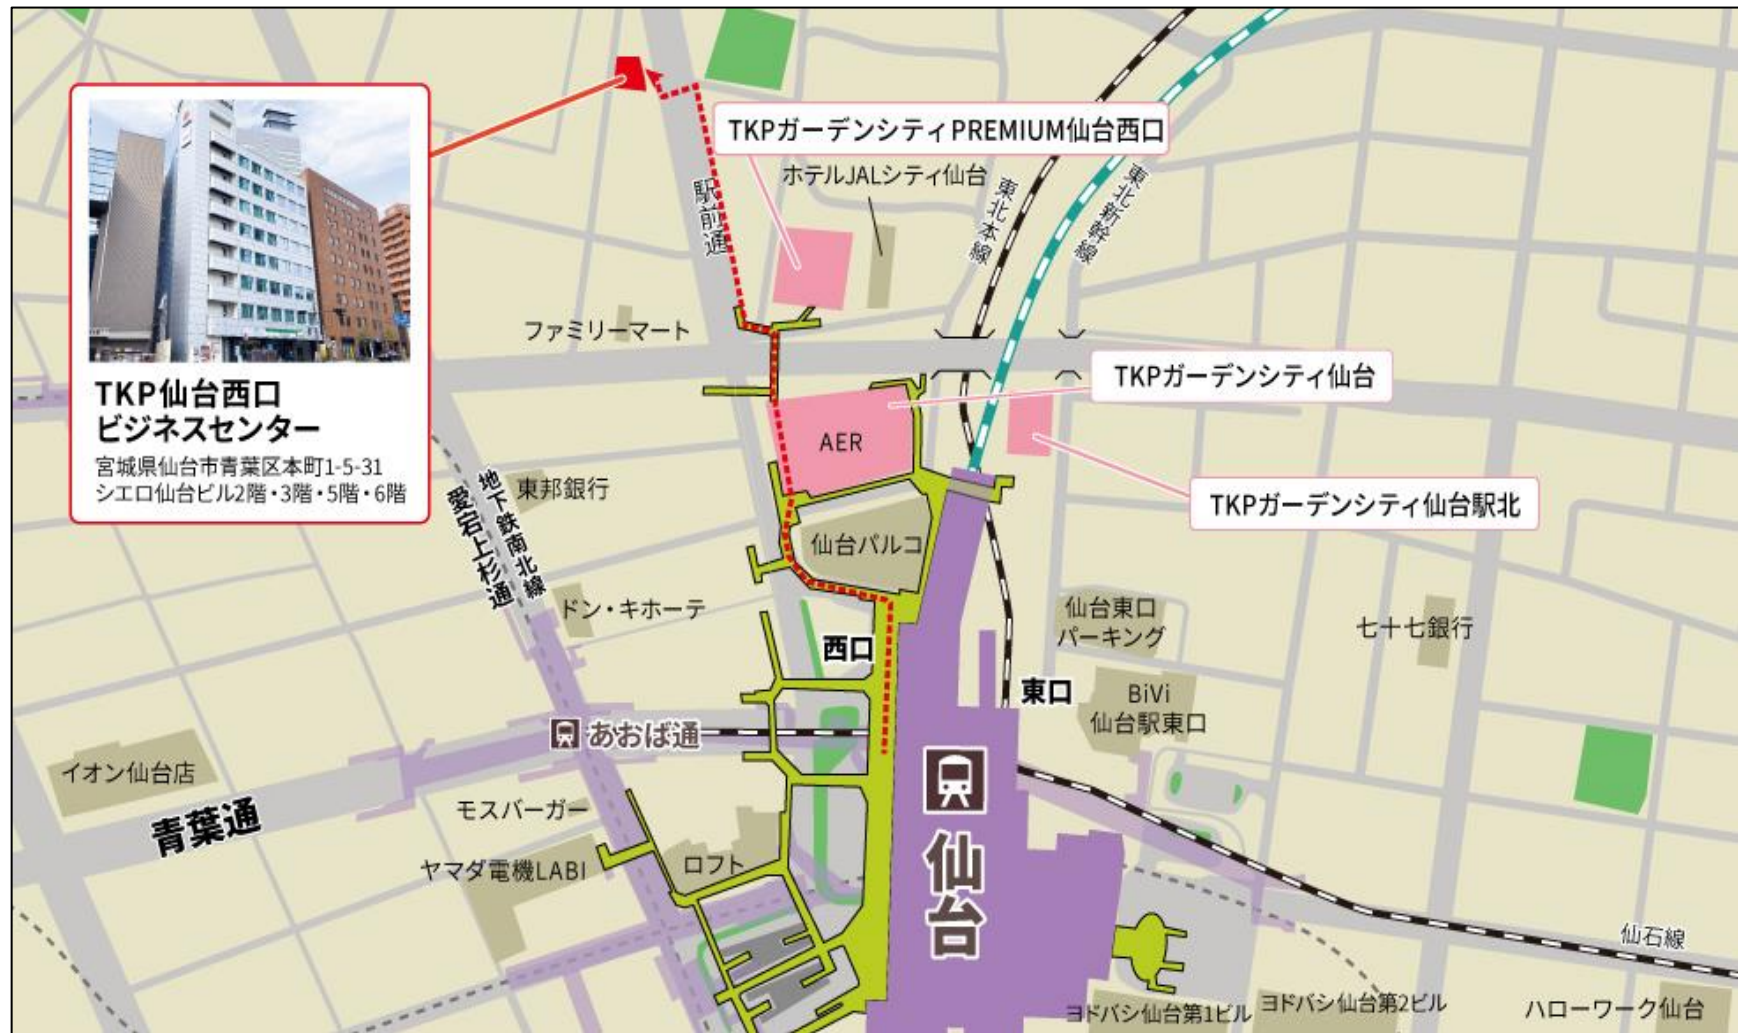 TKPガーデンシティPREMIUM仙台西口
ホテルJALシティ仙台
駅前通
東北本線
東北新幹線
ファミリーマート
TKP仙台西口
ビジネスセンター
宮城県仙台市青葉区本町1-5-31
シエロ仙台ビル2階・3階・5階・6階
TKPガーデンシティ仙台
AER
TKPガーデンシティ仙台駅北
東邦銀行
地下鉄南北線
愛宕上杉通
仙台パルコ
ドン・キホーテ
西口
仙台東口
パーキング
七十七銀行
東口
BiVi
仙台駅東口
あおば通
イオン仙台店
青葉通
モスバーガー
ヤマダ電機LABI
ロフト
仙台
仙石線
ヨドバシ仙台第1ビル
ヨドバシ仙台第2ビル
ハローワーク仙台